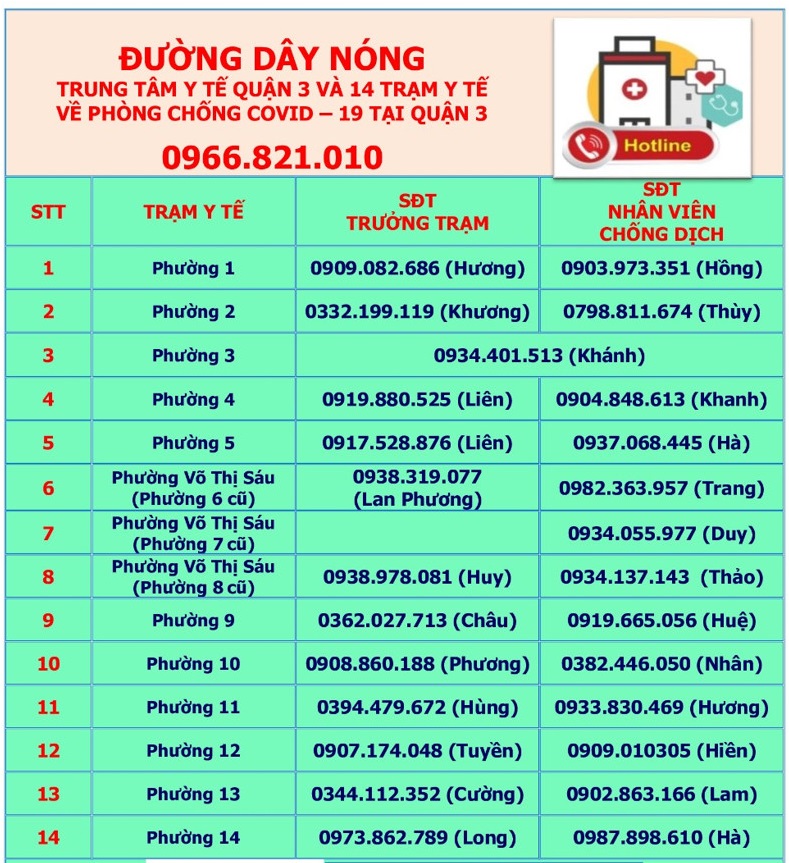 ĐƯỜNG DÂY NÓNG
TRUNG TÂM Y TẾ QUẬN 3 VÀ 14 TRẠM Y TẾ
VỀ PHÒNG CHỐNG COVID – 19 TẠI QUẬN 3
0966.821.010
Hotline
STT TRẠM Y TẾ SĐT TRƯỞNG TRẠM SĐT NHÂN VIÊN CHỐNG DỊCH
1 Phường 1 0909.082.686 (Hương) 0903.973.351 (Hồng)
2 Phường 2 0332.199.119 (Khương) 0798.811.674 (Thùy)
3 Phường 3 0934.401.513 (Khánh)
4 Phường 4 0919.880.525 (Liên) 0904.848.613 (Khanh)
5 Phường 5 0917.528.876 (Liên) 0937.068.445 (Hà)
6 Phường Võ Thị Sáu (Phường 6 cũ) 0938.319.077 (Lan Phương) 0982.363.957 (Trang)
7 Phường Võ Thị Sáu (Phường 7 cũ) 0934.055.977 (Duy)
8 Phường Võ Thị Sáu (Phường 8 cũ) 0938.978.081 (Huy) 0934.137.143 (Thảo)
9 Phường 9 0362.027.713 (Châu) 0919.665.056 (Huệ)
10 Phường 10 0908.860.188 (Phương) 0382.446.050 (Nhân)
11 Phường 11 0394.479.672 (Hùng) 0933.830.469 (Hương)
12 Phường 12 0907.174.048 (Tuyền) 0909.010305 (Hiền)
13 Phường 13 0344.112.352 (Cường) 0902.863.166 (Lam)
14 Phường 14 0973.862.789 (Long) 0987.898.610 (Hà)